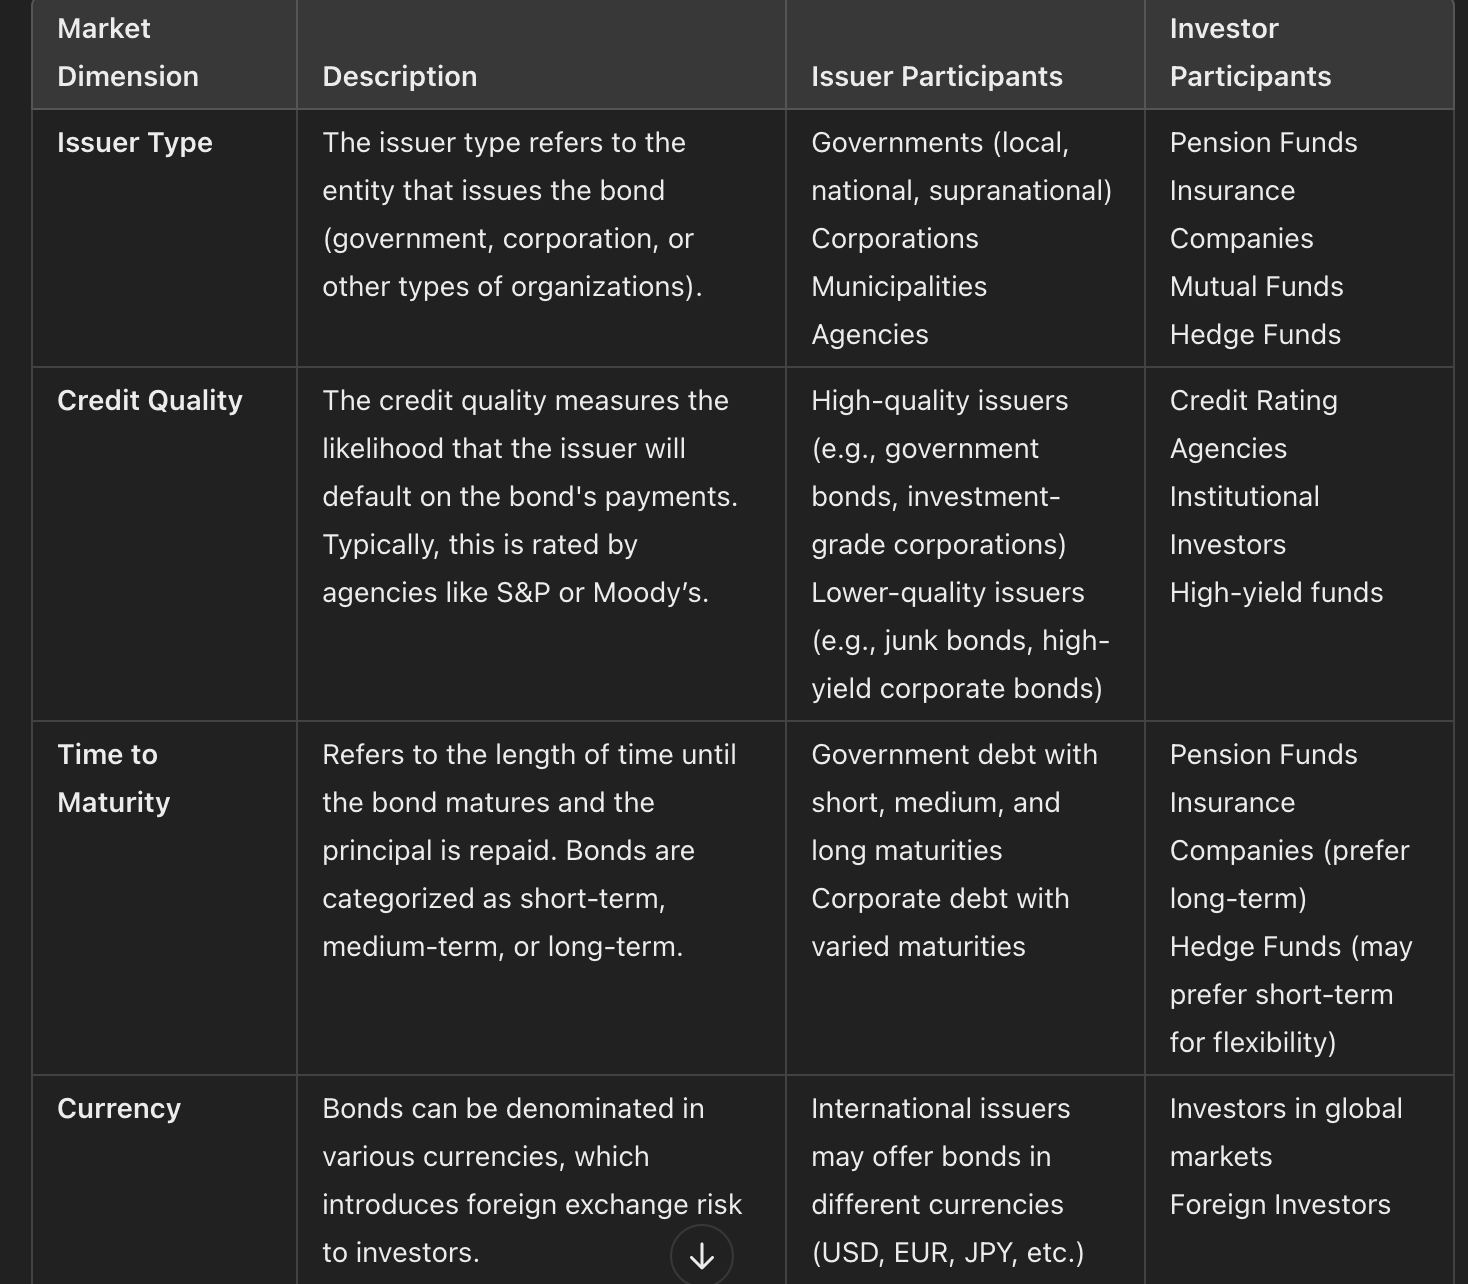 Market
Dimension
Description
Issuer Participants
Investor
Participants
Issuer Type
The issuer type refers to the
entity that issues the bond
(government, corporation, or
other types of organizations).
Governments (local,
national, supranational)
Corporations
Municipalities
Agencies
Pension Funds
Insurance
Companies
Mutual Funds
Hedge Funds
Credit Quality
The credit quality measures the
likelihood that the issuer will
default on the bond's payments.
Typically, this is rated by
agencies like S&P or Moody’s.
High-quality issuers
(e.g., government
bonds, investment-
grade corporations)
Lower-quality issuers
(e.g., junk bonds, high-
yield corporate bonds)
Credit Rating
Agencies
Institutional
Investors
High-yield funds
Time to
Maturity
Refers to the length of time until
the bond matures and the
principal is repaid. Bonds are
categorized as short-term,
medium-term, or long-term.
Government debt with
short, medium, and
long maturities
Corporate debt with
varied maturities
Pension Funds
Insurance
Companies (prefer
long-term)
Hedge Funds (may
prefer short-term
for flexibility)
Currency
Bonds can be denominated in
various currencies, which
introduces foreign exchange risk
to investors.
International issuers
may offer bonds in
different currencies
(USD, EUR, JPY, etc.)
Investors in global
markets
Foreign Investors